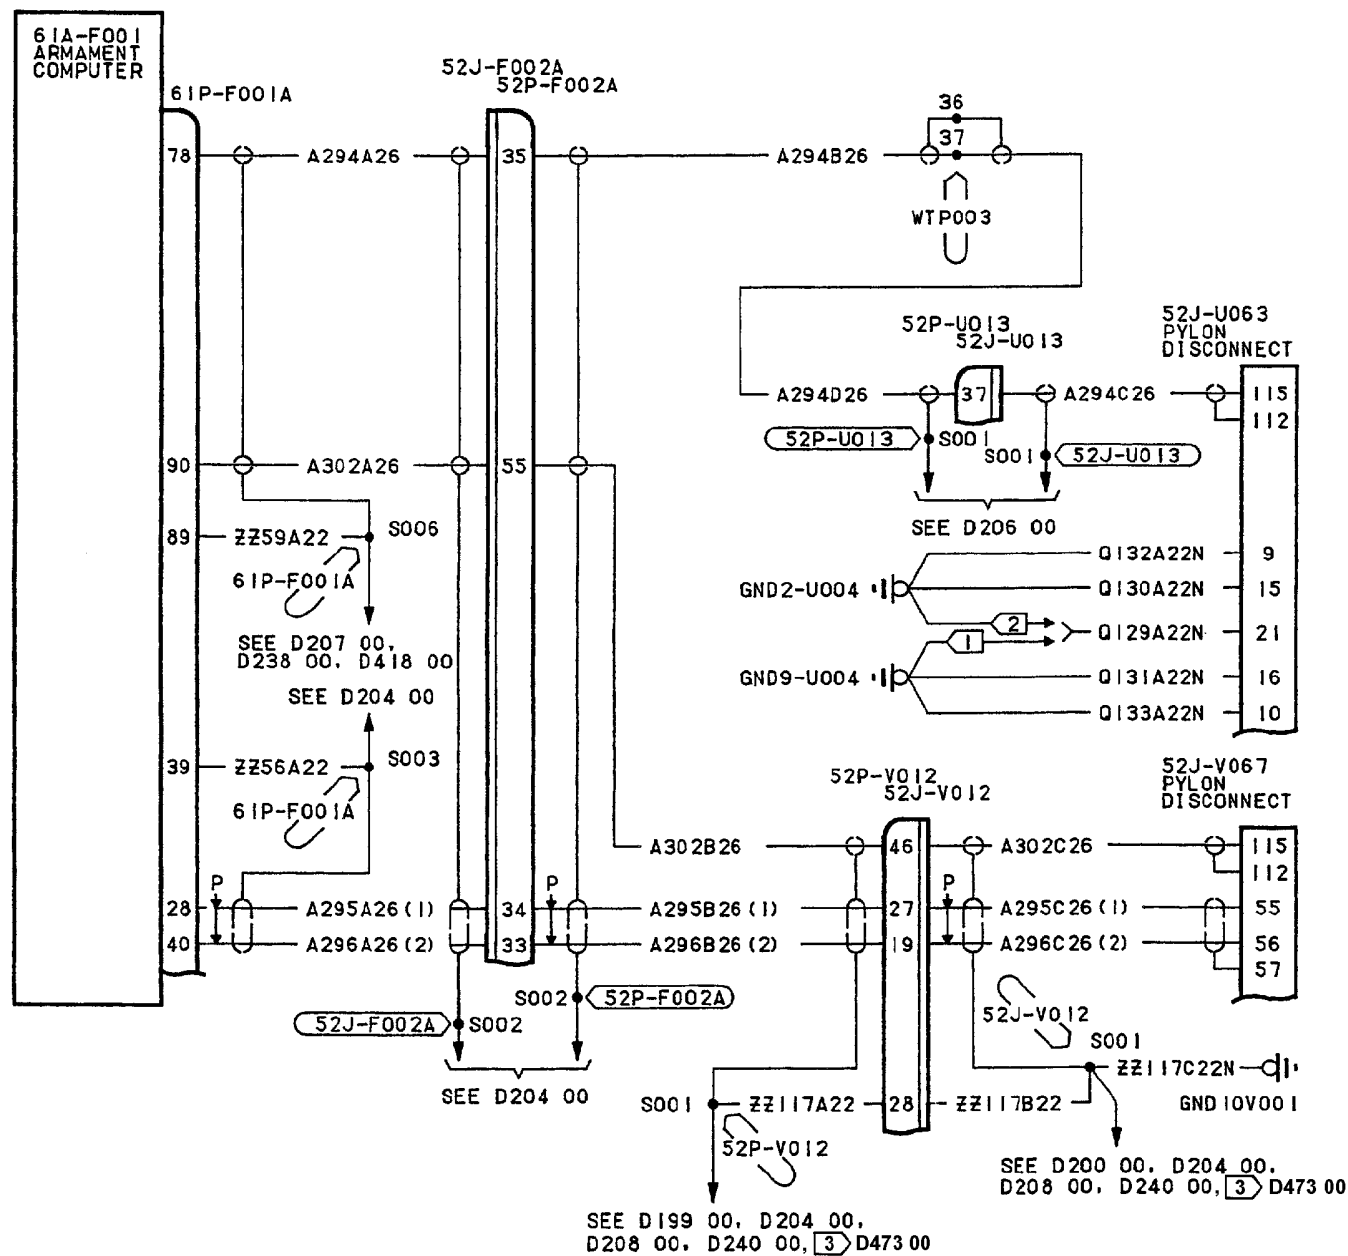 61A-F001
ARMAMENT
COMPUTER
61P-F001A
52J-F002A
52P-F002A
36
37
78
A294A26
35
A294B26
WTP003
52P-U013
52J-U013
52J-U063
PYLON
DISCONNECT
A294D26
37
A294C26
115
112
52P-U013
S001
S001
52J-U013
90
A302A26
55
SEE D206 00
89
ZZ59A22
S006
61P-F001A
Q132A22N
9
GND2-U004
Q130A22N
15
2
Q129A22N
21
1
SEE D207 00,
D238 00, D418 00
GND9-U004
Q131A22N
16
SEE D204 00
Q133A22N
10
39
ZZ56A22
S003
61P-F001A
52P-V012
52J-V012
52J-V067
PYLON
DISCONNECT
A302B26
46
A302C26
115
112
P
P
P
28
A295A26(1)
34
A295B26(1)
27
A295C26(1)
55
40
A296A26(2)
33
A296B26(2)
19
A296C26(2)
56
57
S002
52P-F002A
52J-V012
52J-F002A
S002
S001
ZZ117C22N
SEE D204 00
S001
ZZ117A22
28
ZZ117B22
GND10V001
52P-V012
SEE D200 00, D204 00,
D208 00, D240 00, 3 D473 00
SEE D199 00, D204 00,
D208 00, D240 00, 3 D473 00